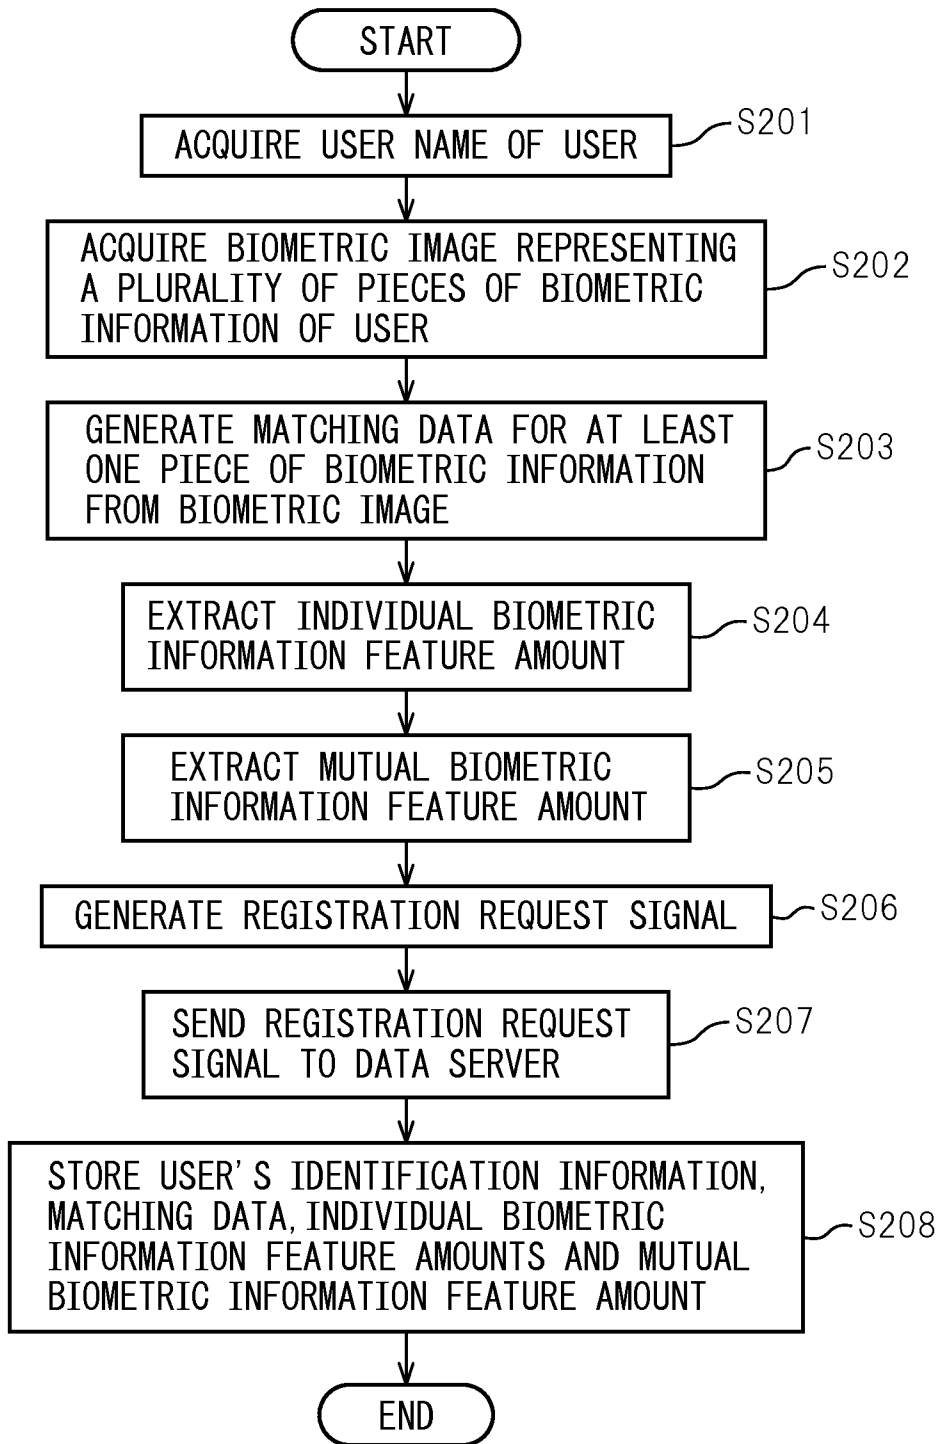 START
ACQUIRE USER NAME OF USER
S201
ACQUIRE BIOMETRIC IMAGE REPRESENTING
A PLURALITY OF PIECES OF BIOMETRIC
INFORMATION OF USER
S202
GENERATE MATCHING DATA FOR AT LEAST
ONE PIECE OF BIOMETRIC INFORMATION
FROM BIOMETRIC IMAGE
S203
EXTRACT INDIVIDUAL BIOMETRIC
INFORMATION FEATURE AMOUNT
S204
EXTRACT MUTUAL BIOMETRIC
INFORMATION FEATURE AMOUNT
S205
GENERATE REGISTRATION REQUEST SIGNAL
S206
SEND REGISTRATION REQUEST
SIGNAL TO DATA SERVER
S207
STORE USER'S IDENTIFICATION INFORMATION,
MATCHING DATA, INDIVIDUAL BIOMETRIC
INFORMATION FEATURE AMOUNTS AND MUTUAL
BIOMETRIC INFORMATION FEATURE AMOUNT
S208
END